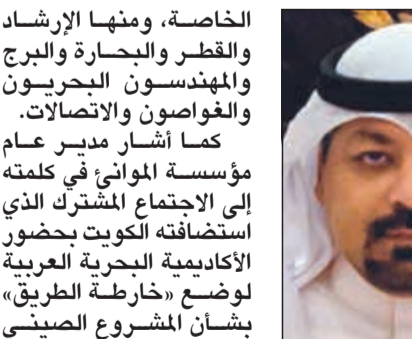 الخاصة، ومنها الإرشاد
والقطر والبحارة والبرج
والمهندسون البحريون
والغواصون والاتصالات.
كما أشار مدير عام
مؤسسة الموانئ في كلمته
إلى الاجتماع المشترك الذي
استضافته الكويت بحضور
الأكاديمية البحرية العربية
لوضع «خارطة الطريق»
بشأن المشروع الصيني